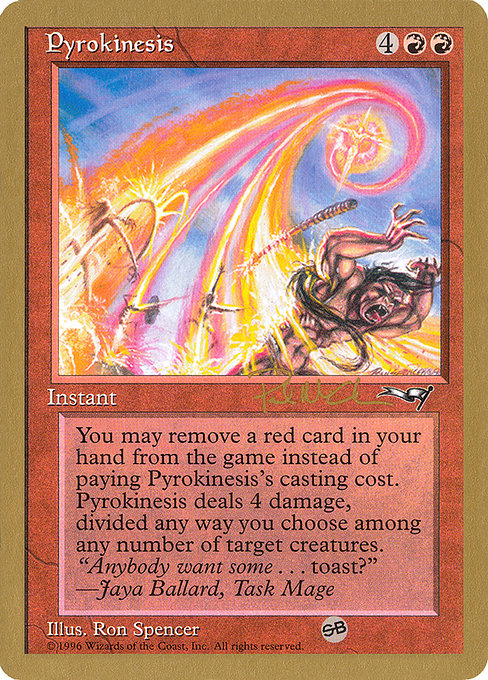 Pyrokinesis 4
Instant
You may remove a red card in your
hand from the game instead of
paying Pyrokinesis's casting cost.
Pyrokinesis deals 4 damage,
divided any way you choose among
any number of target creatures.
“Anybody want some . . . toast?”
—Jaya Ballard, Task Mage
Illus. Ron Spencer
SB
©1996 Wizards of the Coast, Inc. All rights reserved.